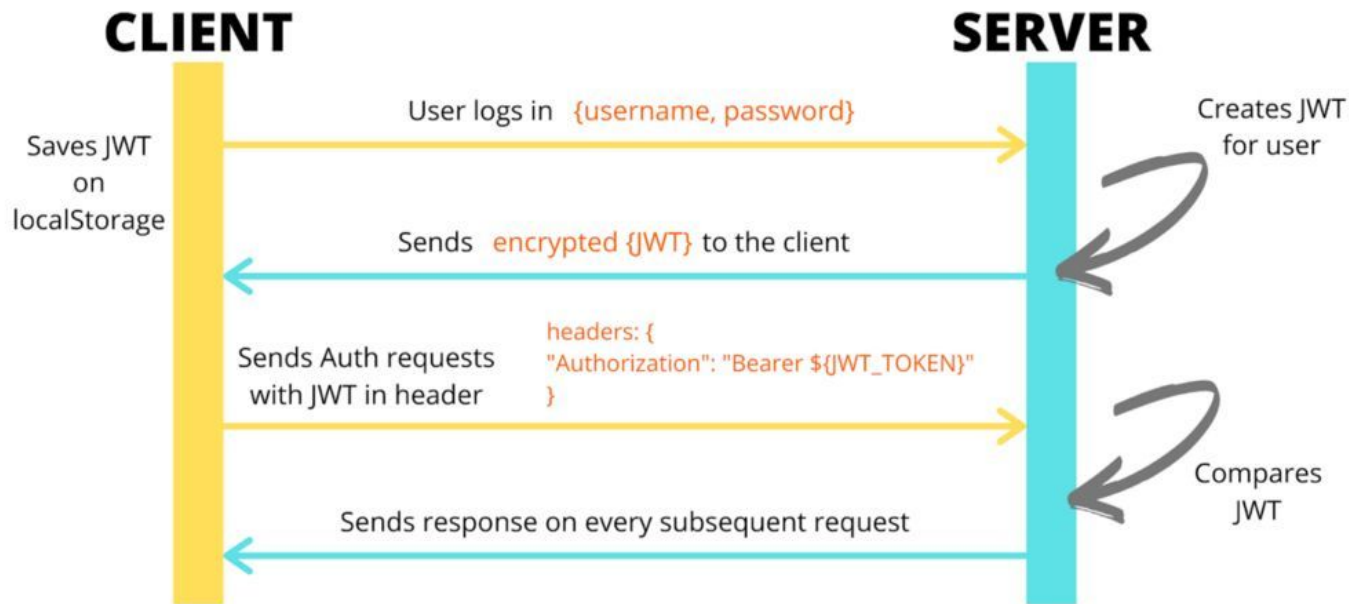 CLIENT
SERVER
User logs in {username, password}
Creates JWT
for user
Saves JWT
on
localStorage
Sends encrypted {JWT} to the client
headers: {
"Authorization": "Bearer ${JWT_TOKEN}"
}
Sends Auth requests
with JWT in header
Compares
JWT
Sends response on every subsequent request